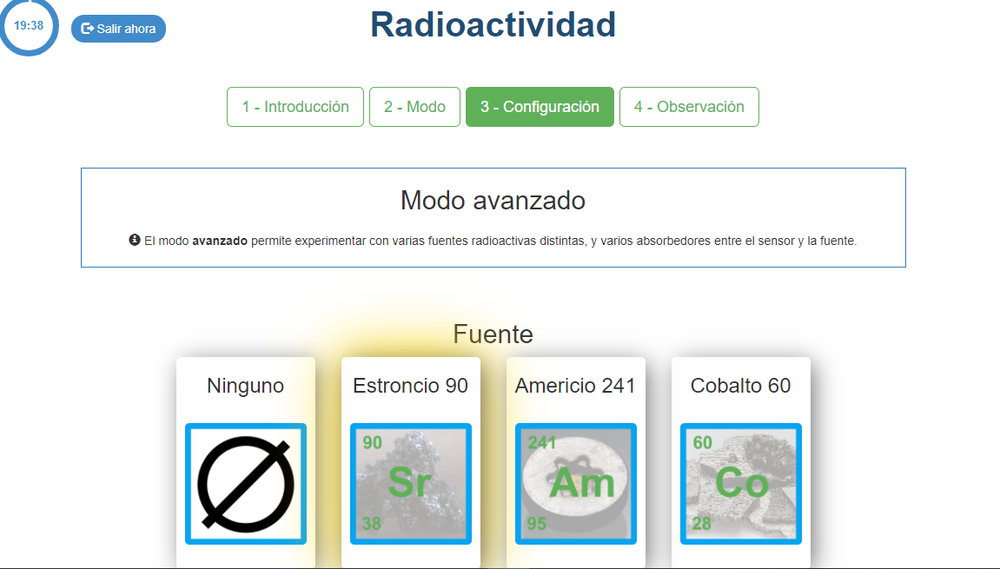 19:38
Salir ahora
Radioactividad
1 - Introducción
2 - Modo
3 - Configuración
4 - Observación
Modo avanzado
El modo avanzado permite experimentar con varias fuentes radioactivas distintas, y varios absorbedores entre el sensor y la fuente.
Fuente
Ninguno
Estroncio 90
90
Sr
38
Americio 241
241
Am
95
Cobalto 60
60
Co
28